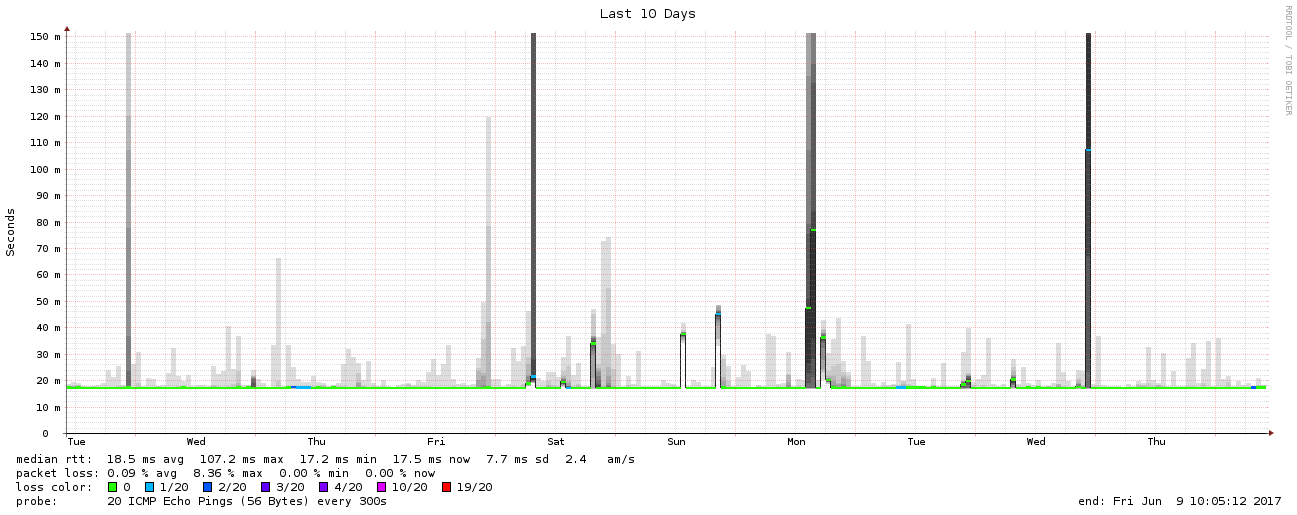 Last 10 Days
RRDTOOL / TOBI OETIKER
Seconds
150 m
140 m
130 m
120 m
110 m
100 m
90 m
80 m
70 m
60 m
50 m
40 m
30 m
20 m
10 m
0
Tue Wed Thu Fri Sat Sun Mon Tue Wed Thu
median rtt: 18.5 ms avg 107.2 ms max 17.2 ms min 17.5 ms now 7.7 ms sd 2.4 am/s
packet loss: 0.09 % avg 8.36 % max 0.00 % min 0.00 % now
loss color: 0 1/20 2/20 3/20 4/20 10/20 19/20
probe: 20 ICMP Echo Pings (56 Bytes) every 300s end: Fri Jun 9 10:05:12 2017